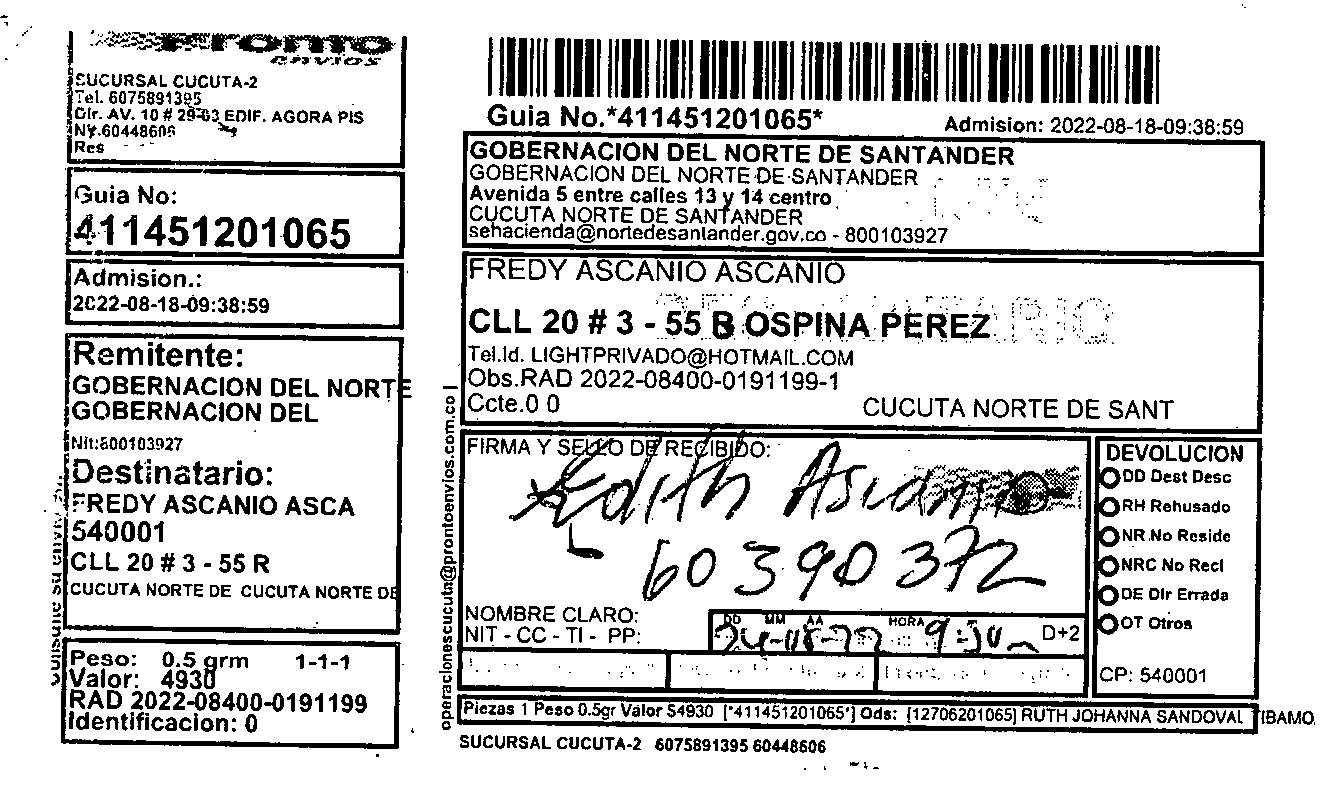 Pronto
envios
SUCURSAL CUCUTA-2
Tel. 6075891395
Dir. AV. 10 # 29-03 EDIF. AGORA PIS
NY.60448606
Res
Guia No:
411451201065
Admision.:
2022-08-18-09:38:59
Remitente:
GOBERNACION DEL NORTE
GOBERNACION DEL
Nit:800103927
Destinatario:
FREDY ASCANIO ASCA
540001
CLL 20 # 3 - 55 R
CUCUTA NORTE DE CUCUTA NORTE DE
Peso: 0.5 grm 1-1-1
Valor: 4930
RAD 2022-08400-0191199
Identificacion: 0
Guia No.*411451201065*
Admision: 2022-08-18-09:38:59
GOBERNACION DEL NORTE DE SANTANDER
GOBERNACION DEL NORTE DE SANTANDER
Avenida 5 entre calles 13 y 14 centro
CUCUTA NORTE DE SANTANDER
sehacienda@nortedesantander.gov.co - 800103927
FREDY ASCANIO ASCANIO
CLL 20 # 3 - 55 B OSPINA PEREZ
Tel.Id. LIGHTPRIVADO@HOTMAIL.COM
Obs.RAD 2022-08400-0191199-1
Ccte.0 0 CUCUTA NORTE DE SANT
operacionescucuta@prontoenvios.com.co |
FIRMA Y SELLO DE RECIBIDO:
Edith Ascanio
60390372
NOMBRE CLARO:
NIT - CC - TI - PP:
DD MM AA HORA
D+2
DEVOLUCION
DD Dest Desc
RH Rehusado
NR No Reside
NRC No Recl
DE Dir Errada
OT Otros
CP: 540001
Piezas 1 Peso 0.5gr Valor $4930 [*411451201065*] Ods: [12706201065] RUTH JOHANNA SANDOVAL TIBAMO
SUCURSAL CUCUTA-2 6075891395 60448606